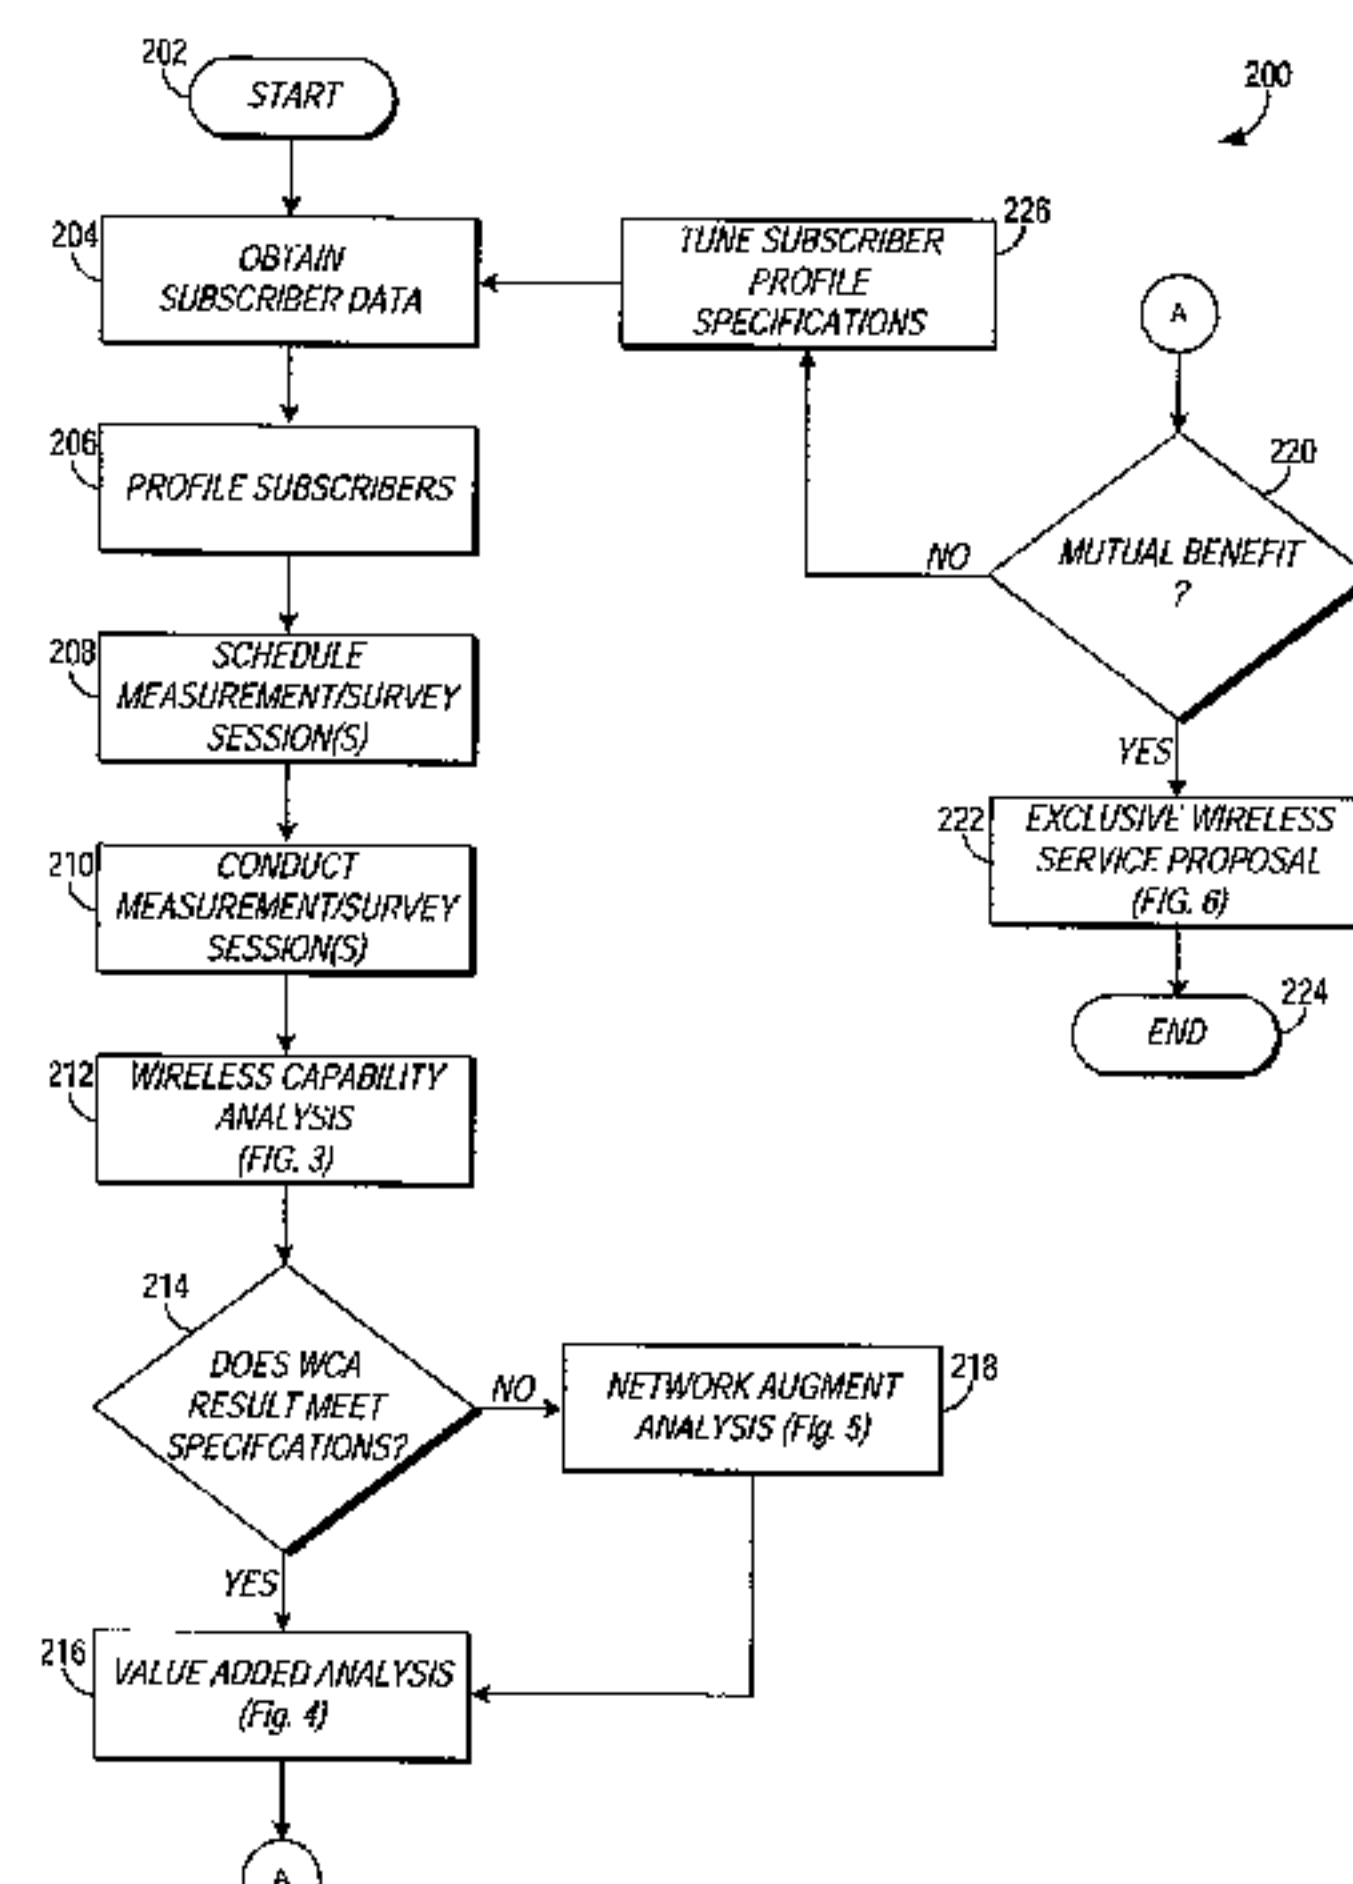 202
START
200
204
OBTAIN
SUBSCRIBER DATA
226
TUNE SUBSCRIBER
PROFILE
SPECIFICATIONS
A
206
PROFILE SUBSCRIBERS
220
MUTUAL BENEFIT
?
NO
YES
208
SCHEDULE
MEASUREMENT/SURVEY
SESSION(S)
222
EXCLUSIVE WIRELESS
SERVICE PROPOSAL
(FIG. 6)
210
CONDUCT
MEASUREMENT/SURVEY
SESSION(S)
224
END
212
WIRELESS CAPABILITY
ANALYSIS
(FIG. 3)
214
DOES WCA
RESULT MEET
SPECIFCATIONS?
NO
218
NETWORK AUGMENT
ANALYSIS (Fig. 5)
YES
216
VALUE ADDED ANALYSIS
(Fig. 4)
A